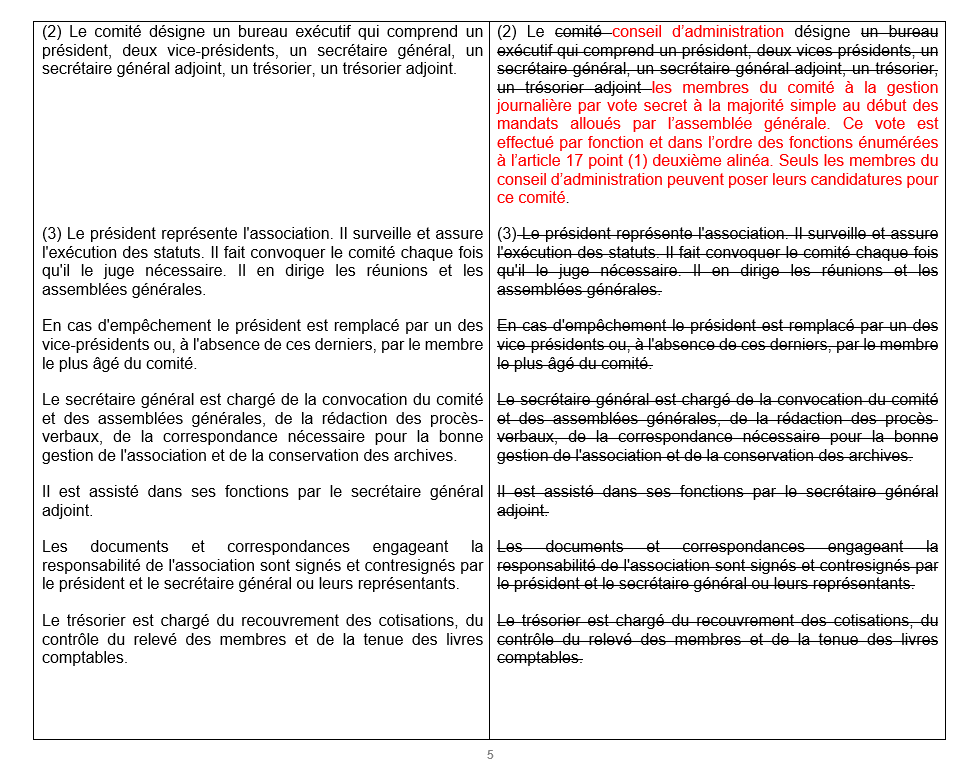 (2) Le comité désigne un bureau exécutif qui comprend un
président, deux vice-présidents, un secrétaire général, un
secrétaire général adjoint, un trésorier, un trésorier adjoint.
(3) Le président représente l'association. Il surveille et assure
l'exécution des statuts. Il fait convoquer le comité chaque fois
qu'il le juge nécessaire. Il en dirige les réunions et les
assemblées générales.
En cas d'empêchement le président est remplacé par un des
vice-présidents ou, à l'absence de ces derniers, par le membre
le plus âgé du comité.
Le secrétaire général est chargé de la convocation du comité
et des assemblées générales, de la rédaction des procès-
verbaux, de la correspondance nécessaire pour la bonne
gestion de l'association et de la conservation des archives.
Il est assisté dans ses fonctions par le secrétaire général
adjoint.
Les documents et correspondances engageant la
responsabilité de l'association sont signés et contresignés par
le président et le secrétaire général ou leurs représentants.
Le trésorier est chargé du recouvrement des cotisations, du
contrôle du relevé des membres et de la tenue des livres
comptables.
(2) Le comité conseil d’administration désigne un bureau
exécutif qui comprend un président, deux vices présidents, un
secrétaire général, un secrétaire général adjoint, un trésorier,
un trésorier adjoint les membres du comité à la gestion
journalière par vote secret à la majorité simple au début des
mandats alloués par l’assemblée générale. Ce vote est
effectué par fonction et dans l’ordre des fonctions énumérées
à l’article 17 point (1) deuxième alinéa. Seuls les membres du
conseil d’administration peuvent poser leurs candidatures pour
ce comité.
(3) Le président représente l'association. Il surveille et assure
l'exécution des statuts. Il fait convoquer le comité chaque fois
qu'il le juge nécessaire. Il en dirige les réunions et les
assemblées générales.
En cas d'empêchement le président est remplacé par un des
vice-présidents ou, à l'absence de ces derniers, par le membre
le plus âgé du comité.
Le secrétaire général est chargé de la convocation du comité
et des assemblées générales, de la rédaction des procès-
verbaux, de la correspondance nécessaire pour la bonne
gestion de l'association et de la conservation des archives.
Il est assisté dans ses fonctions par le secrétaire général
adjoint.
Les documents et correspondances engageant la
responsabilité de l'association sont signés et contresignés par
le président et le secrétaire général ou leurs représentants.
Le trésorier est chargé du recouvrement des cotisations, du
contrôle du relevé des membres et de la tenue des livres
comptables.
5